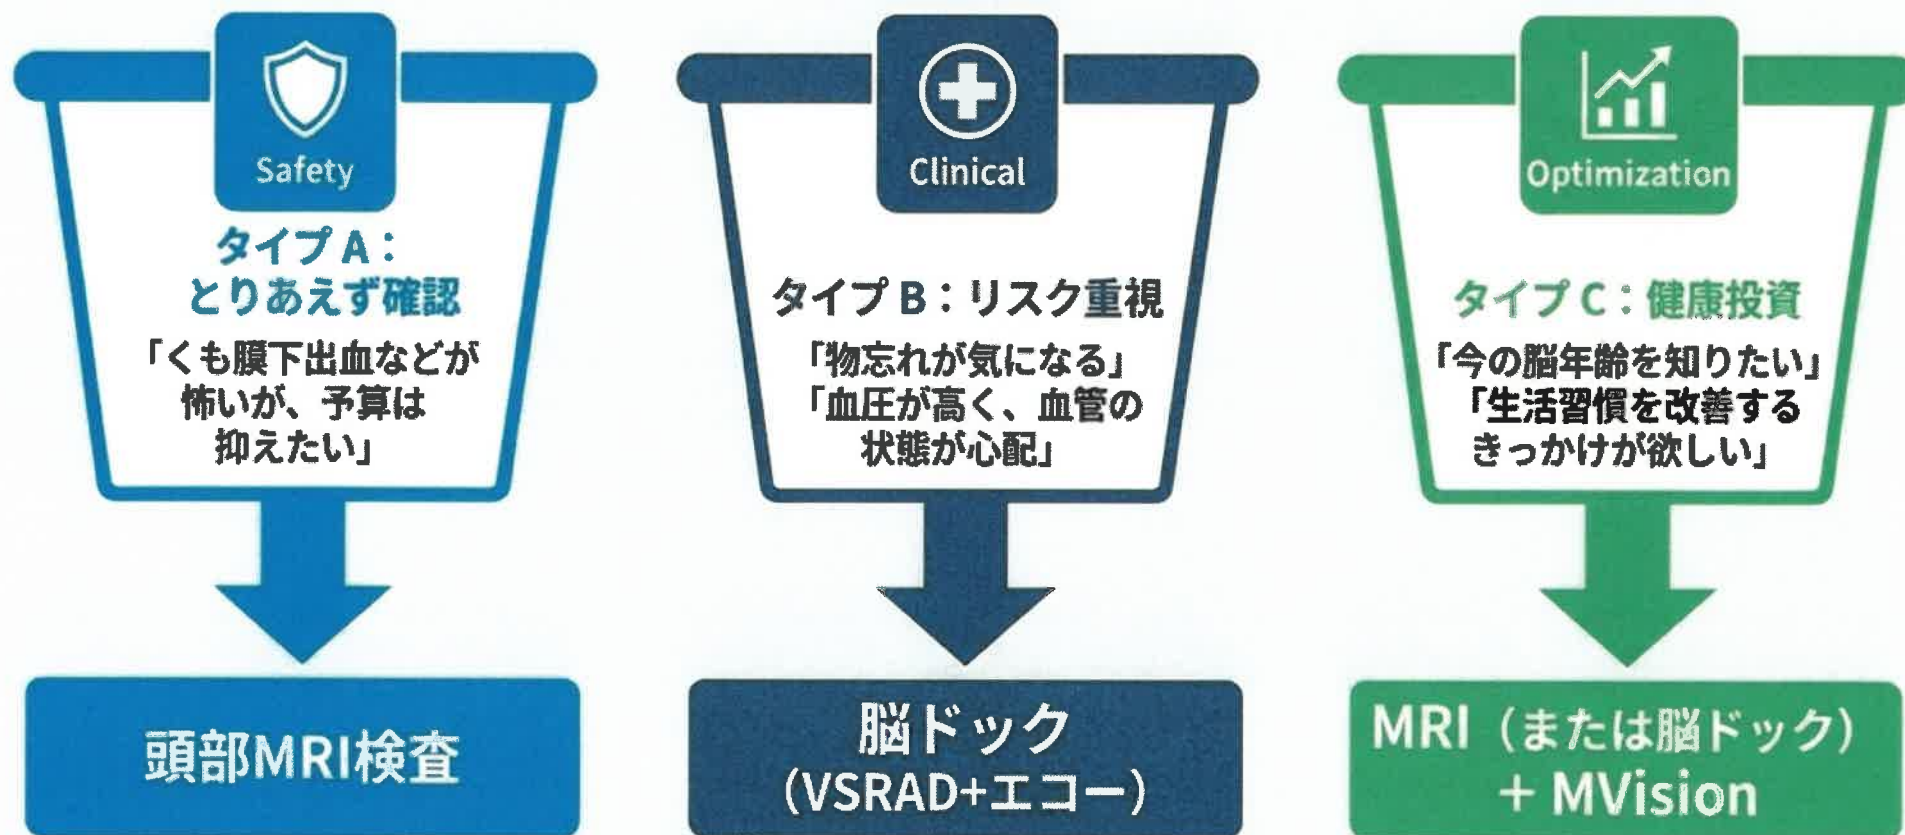 Safety
タイプ A：
とりあえず確認
「くも膜下出血などが
怖いが、予算は
抑えたい」
頭部MRI検査
Clinical
タイプ B：リスク重視
「物忘れが気になる」
「血圧が高く、血管の
状態が心配」
脳ドック
（VSRAD+エコー）
Optimization
タイプ C：健康投資
「今の脳年齢を知りたい」
「生活習慣を改善する
きっかけが欲しい」
MRI（または脳ドック）
＋ MVision